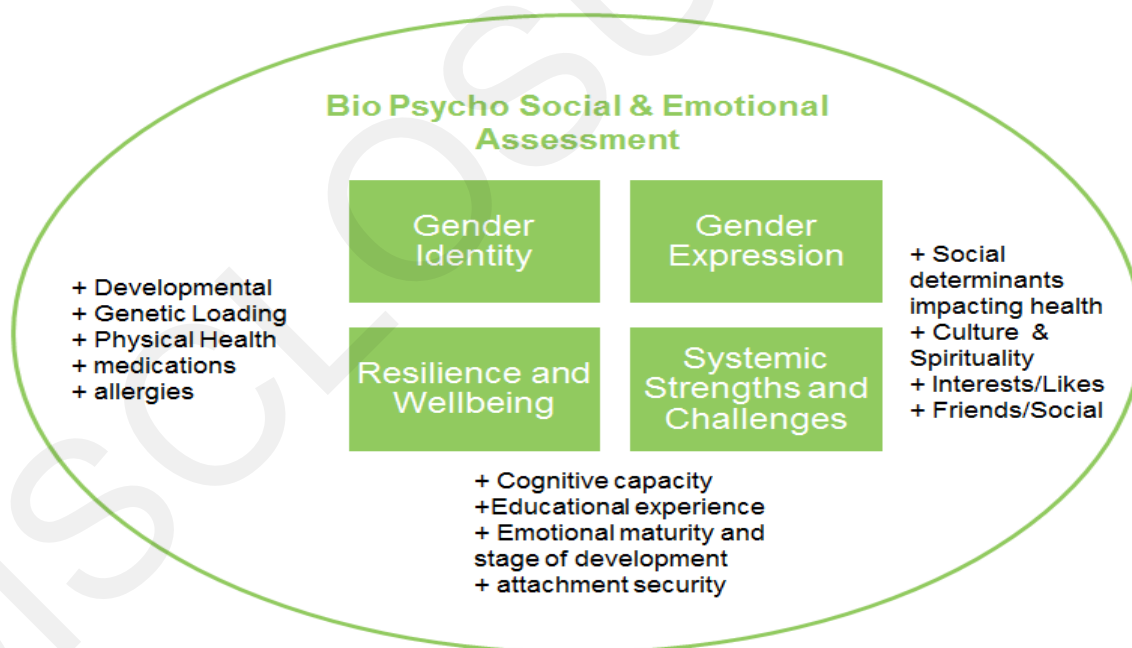 Bio Psycho Social & Emotional
Assessment
Gender
Identity
Gender
Expression
Resilience and
Wellbeing
Systemic
Strengths and
Challenges
+ Developmental
+ Genetic Loading
+ Physical Health
+ medications
+ allergies
+ Social
determinants
impacting health
+ Culture &
Spirituality
+ Interests/Likes
+ Friends/Social
+ Cognitive capacity
+Educational experience
+ Emotional maturity and
stage of development
+ attachment security